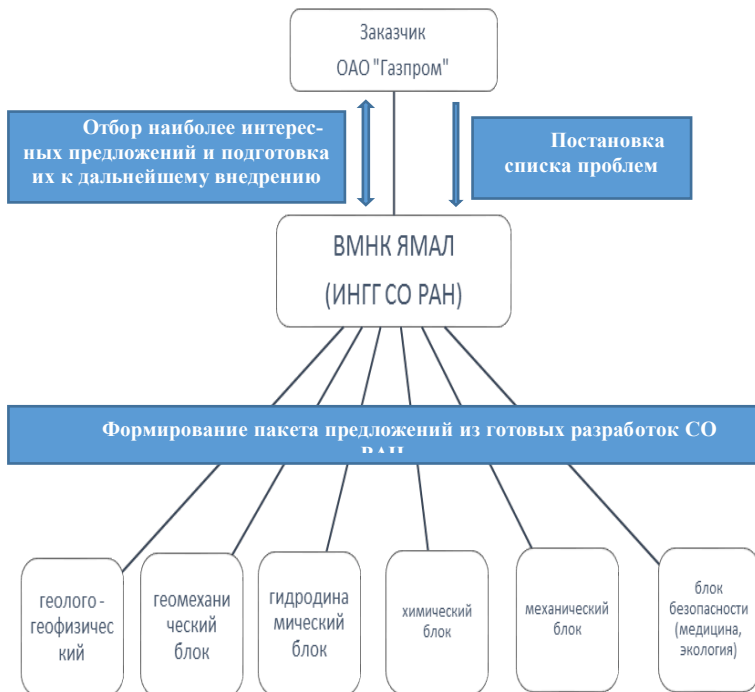 Заказчик
ОАО "Газпром"
Отбор наиболее интерес-
ных предложений и подготовка
их к дальнейшему внедрению
Постановка
списка проблем
ВМНК ЯМАЛ
(ИНГГ СО РАН)
Формирование пакета предложений из готовых разработок СО
РАН
геолого -
геофизичес
кий
геомехани
ческий
блок
гидродина
мический
блок
химический
блок
механический
блок
блок
безопасности
(медицина,
экология)